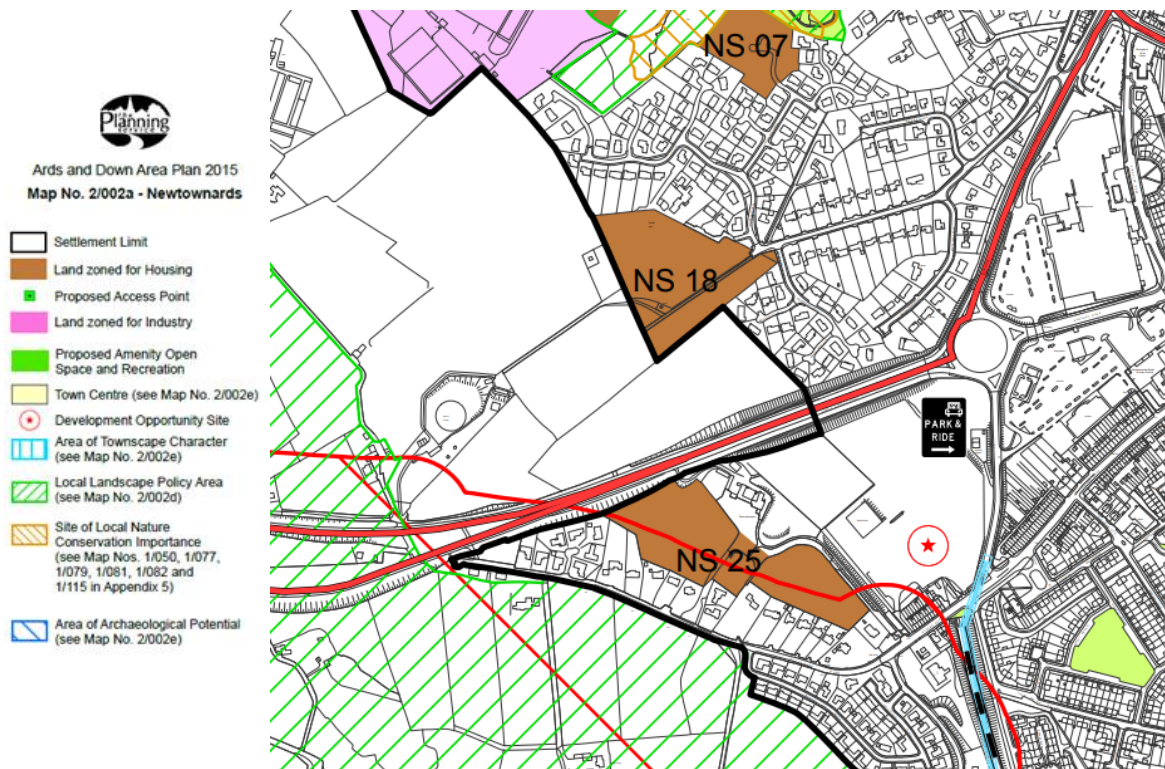 the
Planning
service
Ards and Down Area Plan 2015
Map No. 2/002a - Newtownards
Settlement Limit
Land zoned for Housing
Proposed Access Point
Land zoned for Industry
Proposed Amenity Open
Space and Recreation
Town Centre (see Map No. 2/002e)
Development Opportunity Site
Area of Townscape Character
(see Map No. 2/002e)
Local Landscape Policy Area
(see Map No. 2/002d)
Site of Local Nature
Conservation Importance
(see Map Nos. 1/050, 1/077,
1/079, 1/081, 1/082 and
1/115 in Appendix 5)
Area of Archaeological Potential
(see Map No. 2/002e)
NS 07
NS 18
PARK &
RIDE
NS 25